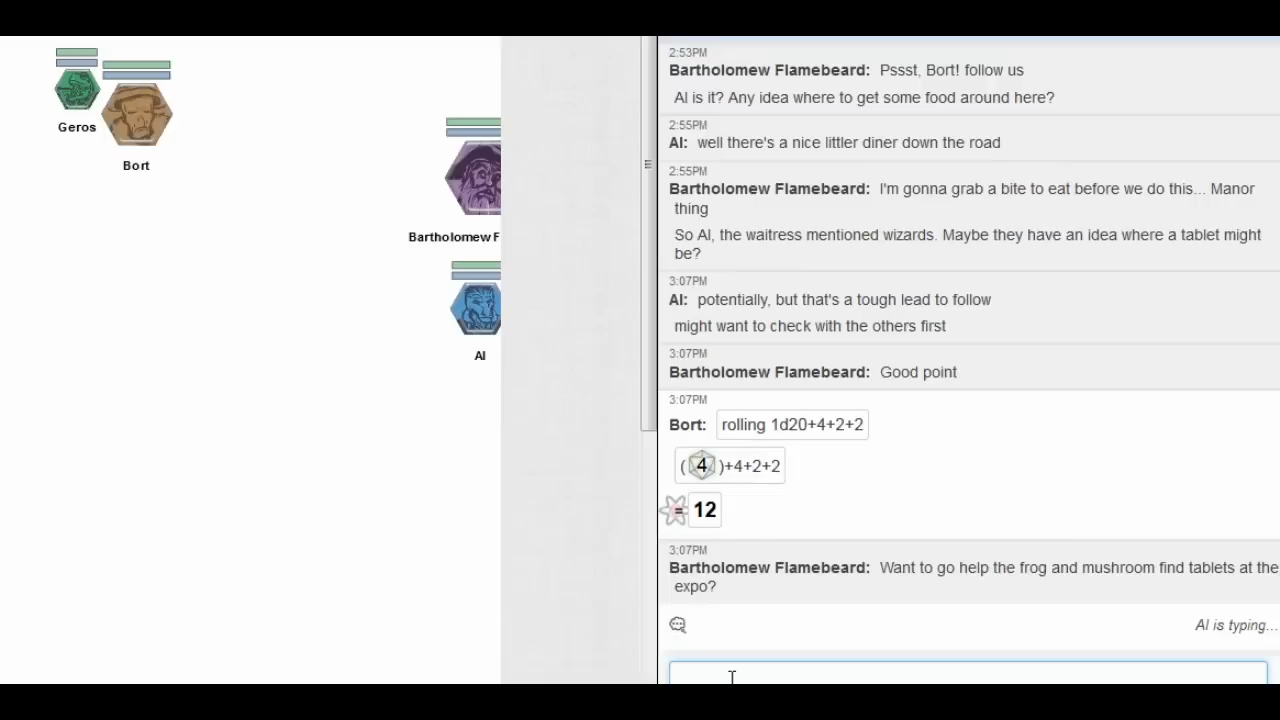 Geros
Bort
Bartholomew F
Al
2:53PM
Bartholomew Flamebeard: Pssst, Bort! follow us
Al is it? Any idea where to get some food around here?
2:55PM
Al: well there's a nice littler diner down the road
2:55PM
Bartholomew Flamebeard: I'm gonna grab a bite to eat before we do this... Manor
thing
So Al, the waitress mentioned wizards. Maybe they have an idea where a tablet might
be?
3:07PM
Al: potentially, but that's a tough lead to follow
might want to check with the others first
3:07PM
Bartholomew Flamebeard: Good point
3:07PM
Bort: rolling 1d20+4+2+2
(4)+4+2+2
= 12
3:07PM
Bartholomew Flamebeard: Want to go help the frog and mushroom find tablets at the
expo?
Al is typing...